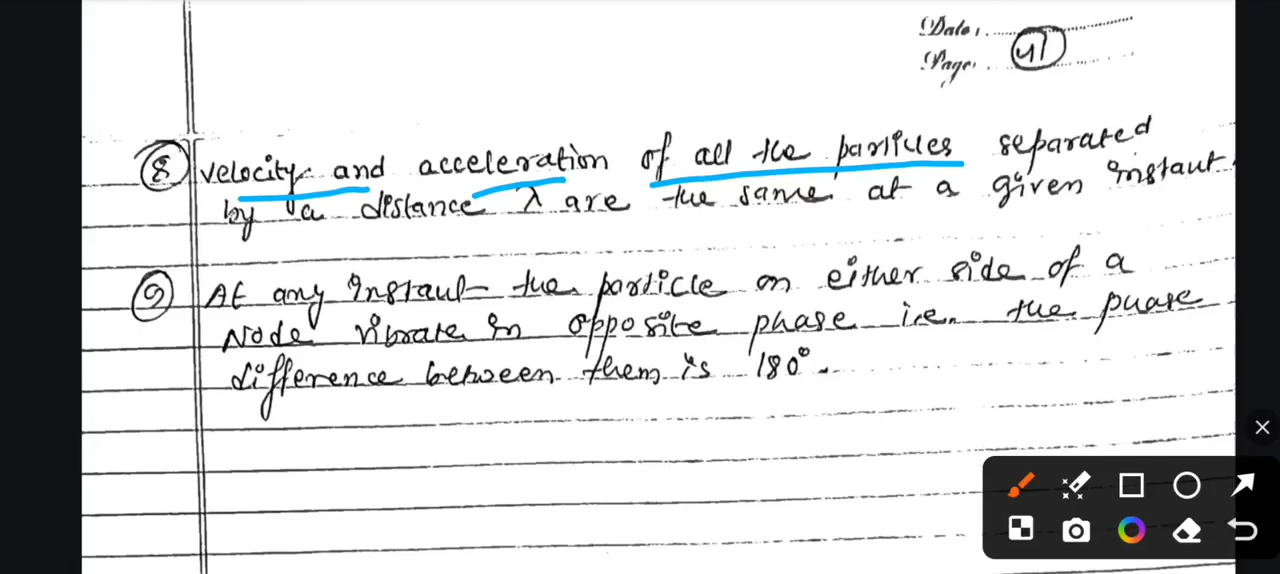 Date:
Page: 41
⑧ Velocity and acceleration of all the particles separated
by a distance λ are the same at a given instant.
⑨ At any instant the particle on either side of a
Node vibrate in opposite phase i.e. the phase
difference between them is 180°.